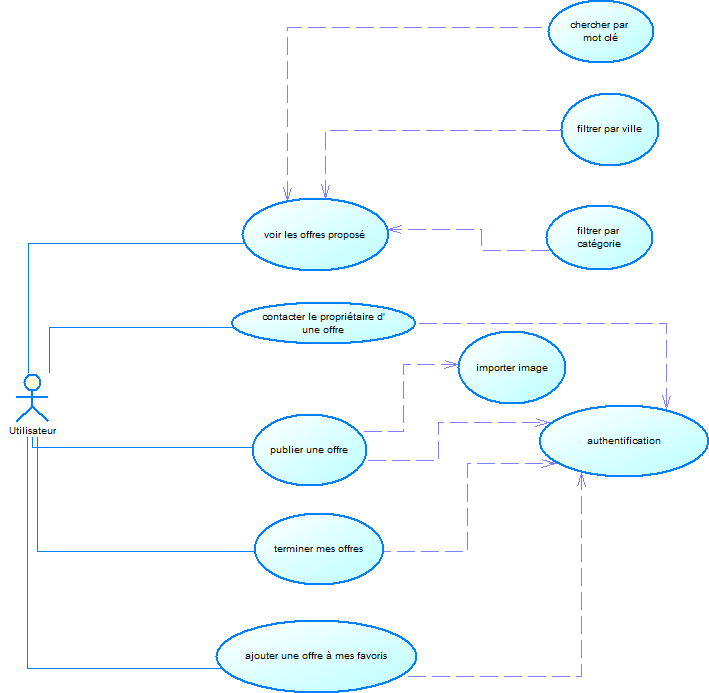 chercher par
mot clé
filtrer par ville
voir les offres proposé
filtrer par
catégorie
contacter le propriétaire d'
une offre
importer image
Utilisateur
publier une offre
authentification
terminer mes offres
ajouter une offre à mes favoris